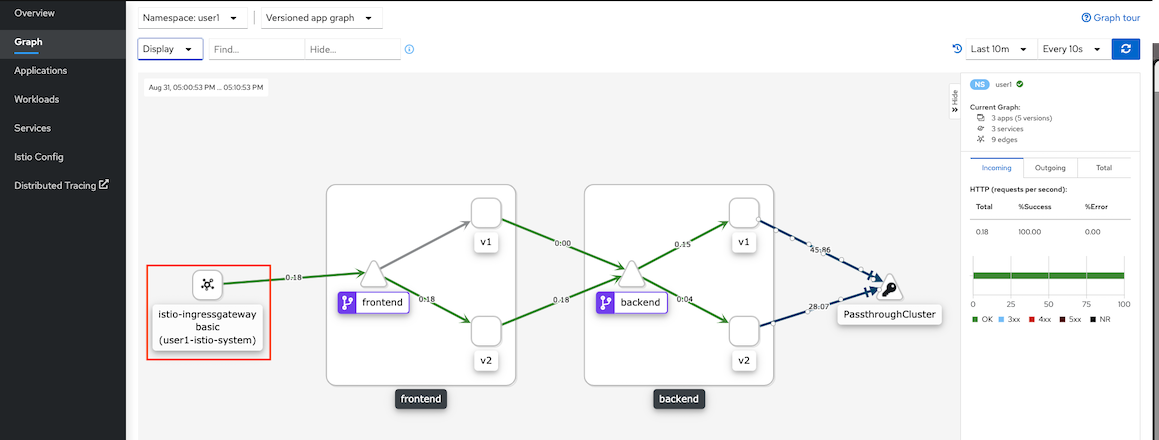 Overview
Graph
Applications
Workloads
Services
Istio Config
Distributed Tracing
Namespace: user1
Versioned app graph
Graph tour
Display
Find...
Hide...
Last 10m
Every 10s
Aug 31, 05:00:53 PM ... 05:10:53 PM
Hide
0:18
istio-ingressgateway
basic
(user1-istio-system)
frontend
0:18
v1
v2
frontend
0:00
0:18
backend
0:15
0:04
v1
v2
backend
45:86
28:07
PassthroughCluster
NS user1
Current Graph:
3 apps (5 versions)
3 services
9 edges
Incoming
Outgoing
Total
HTTP (requests per second):
Total %Success %Error
0.18 100.00 0.00
0 25 50 75 100
OK 3xx 4xx 5xx NR